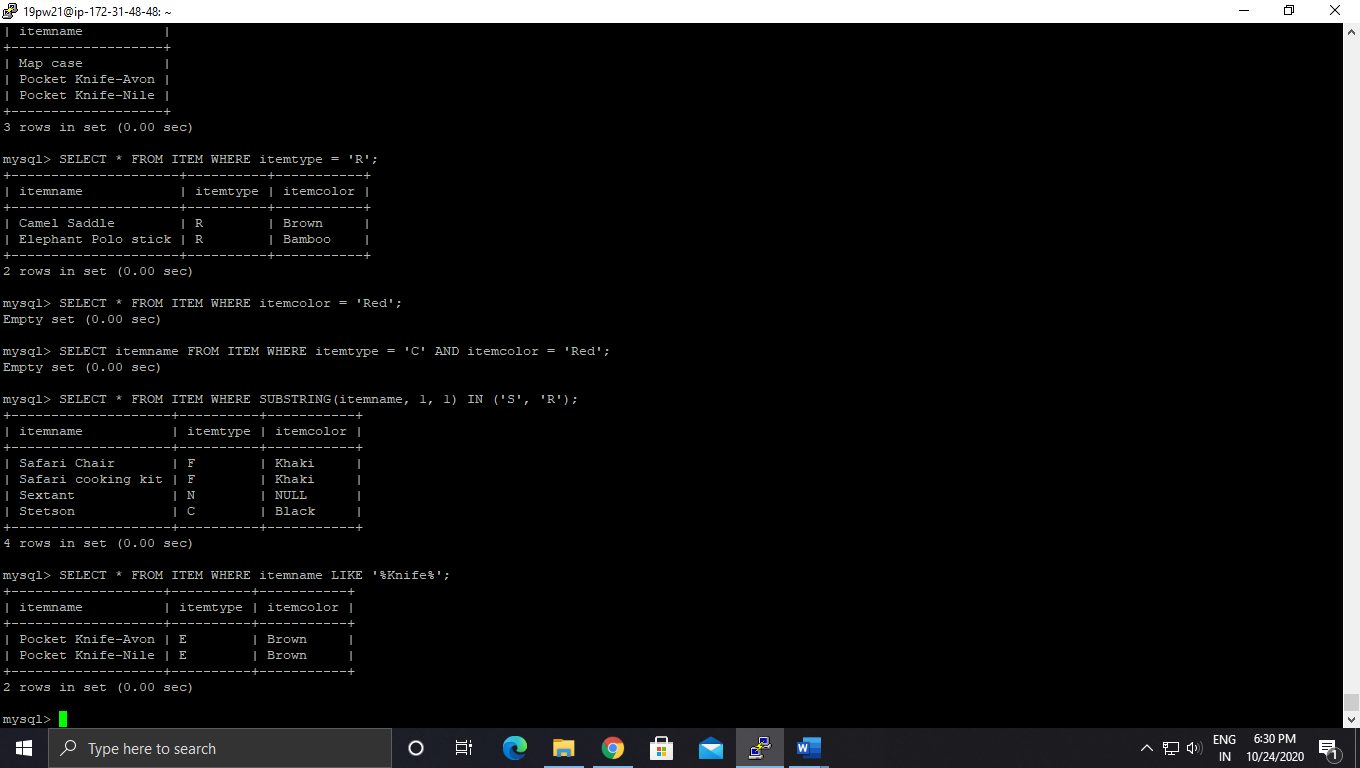 19pw21@ip-172-31-48-48: ~
| itemname          |
+-------------------+
| Map case          |
| Pocket Knife-Avon |
| Pocket Knife-Nile |
+-------------------+
3 rows in set (0.00 sec)
mysql> SELECT * FROM ITEM WHERE itemtype = 'R';
+---------------------+----------+-----------+
| itemname            | itemtype | itemcolor |
+---------------------+----------+-----------+
| Camel Saddle        | R        | Brown     |
| Elephant Polo stick | R        | Bamboo    |
+---------------------+----------+-----------+
2 rows in set (0.00 sec)
mysql> SELECT * FROM ITEM WHERE itemcolor = 'Red';
Empty set (0.00 sec)
mysql> SELECT itemname FROM ITEM WHERE itemtype = 'C' AND itemcolor = 'Red';
Empty set (0.00 sec)
mysql> SELECT * FROM ITEM WHERE SUBSTRING(itemname, 1, 1) IN ('S', 'R');
+--------------------+----------+-----------+
| itemname           | itemtype | itemcolor |
+--------------------+----------+-----------+
| Safari Chair       | F        | Khaki     |
| Safari cooking kit | F        | Khaki     |
| Sextant            | N        | NULL      |
| Stetson            | C        | Black     |
+--------------------+----------+-----------+
4 rows in set (0.00 sec)
mysql> SELECT * FROM ITEM WHERE itemname LIKE '%Knife%';
+-------------------+----------+-----------+
| itemname          | itemtype | itemcolor |
+-------------------+----------+-----------+
| Pocket Knife-Avon | E        | Brown     |
| Pocket Knife-Nile | E        | Brown     |
+-------------------+----------+-----------+
2 rows in set (0.00 sec)
mysql>
Type here to search
ENG
IN
6:30 PM
10/24/2020
1